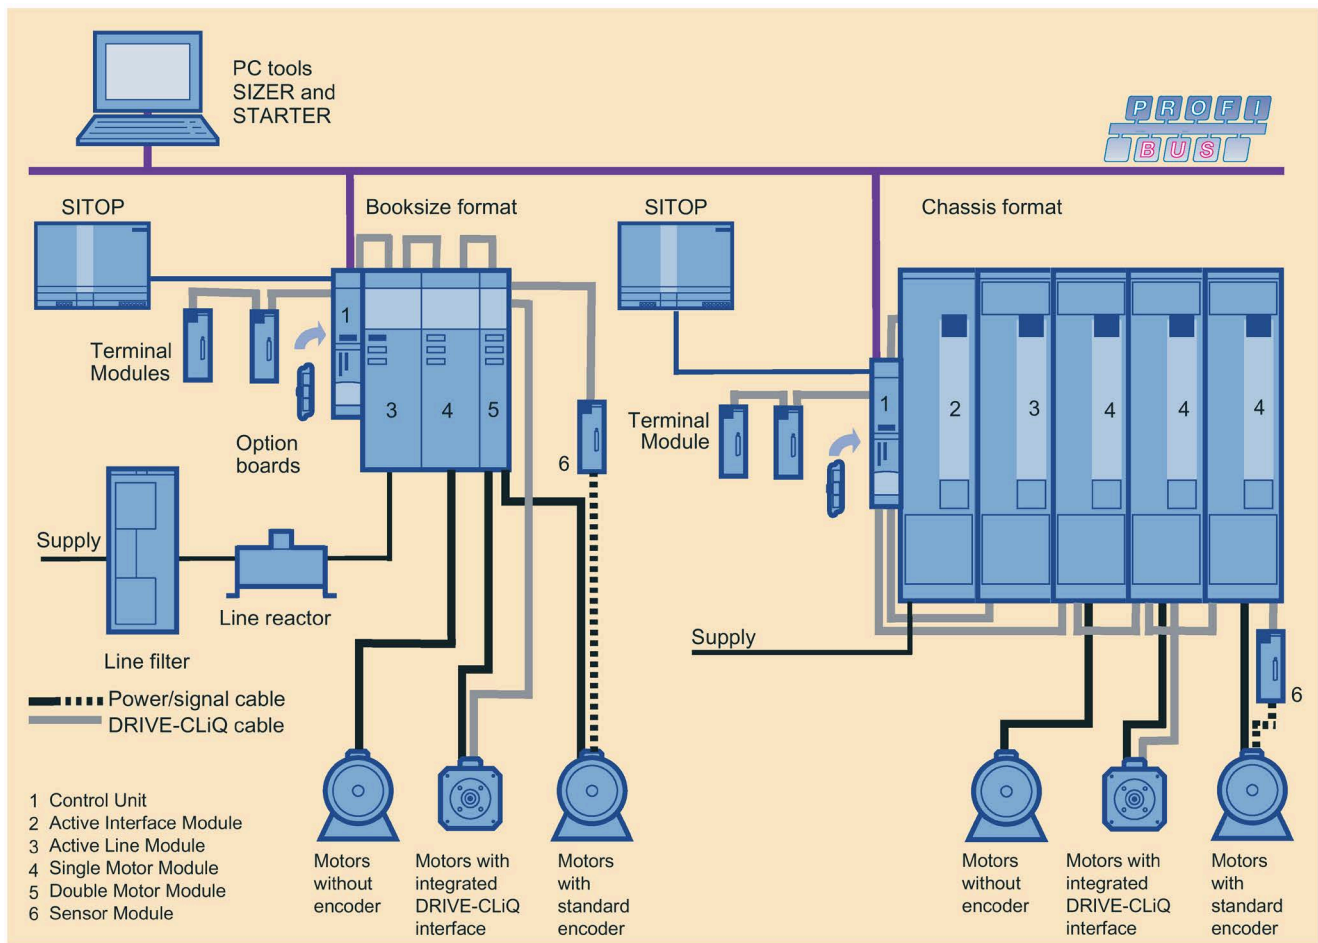 PC tools
SIZER and
STARTER
PROFI
BUS
SITOP
Booksize format
SITOP
Chassis format
1
Terminal
Modules
3
4
5
Option
boards
6
Terminal
Module
1
2
3
4
4
4
Supply
Line reactor
Line filter
Supply
6
Power/signal cable
DRIVE-CLiQ cable
1 Control Unit
2 Active Interface Module
3 Active Line Module
4 Single Motor Module
5 Double Motor Module
6 Sensor Module
Motors
without
encoder
Motors with
integrated
DRIVE-CLiQ
interface
Motors
with
standard
encoder
Motors
without
encoder
Motors with
integrated
DRIVE-CLiQ
interface
Motors
with
standard
encoder